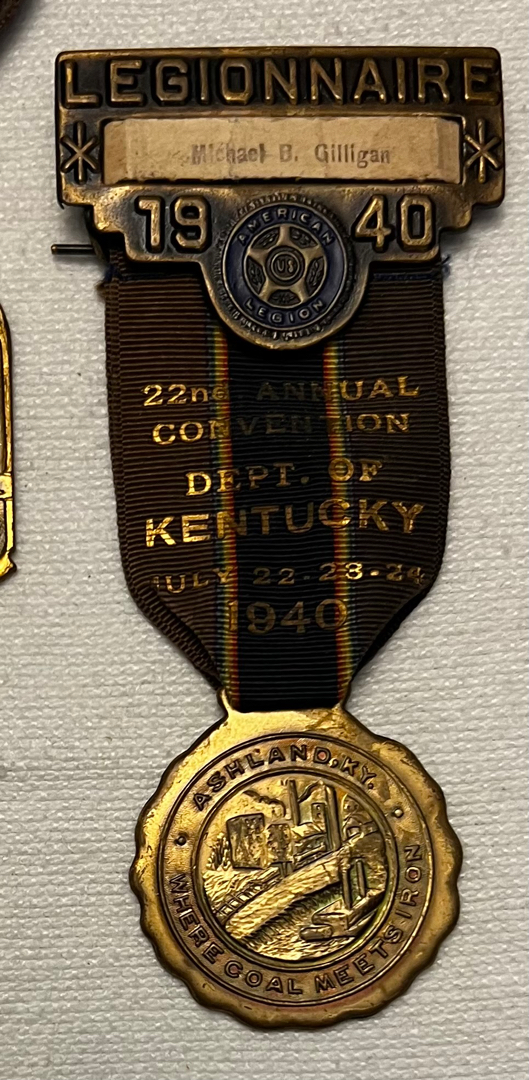 LEGIONNAIRE
Michael B. Gilligan
19 40
AMERICAN
US
LEGION
22nd. ANNUAL
CONVENTION
DEPT. OF
KENTUCKY
JULY 22-23-24
1940
ASHLAND, KY.
WHERE COAL MEETS IRON